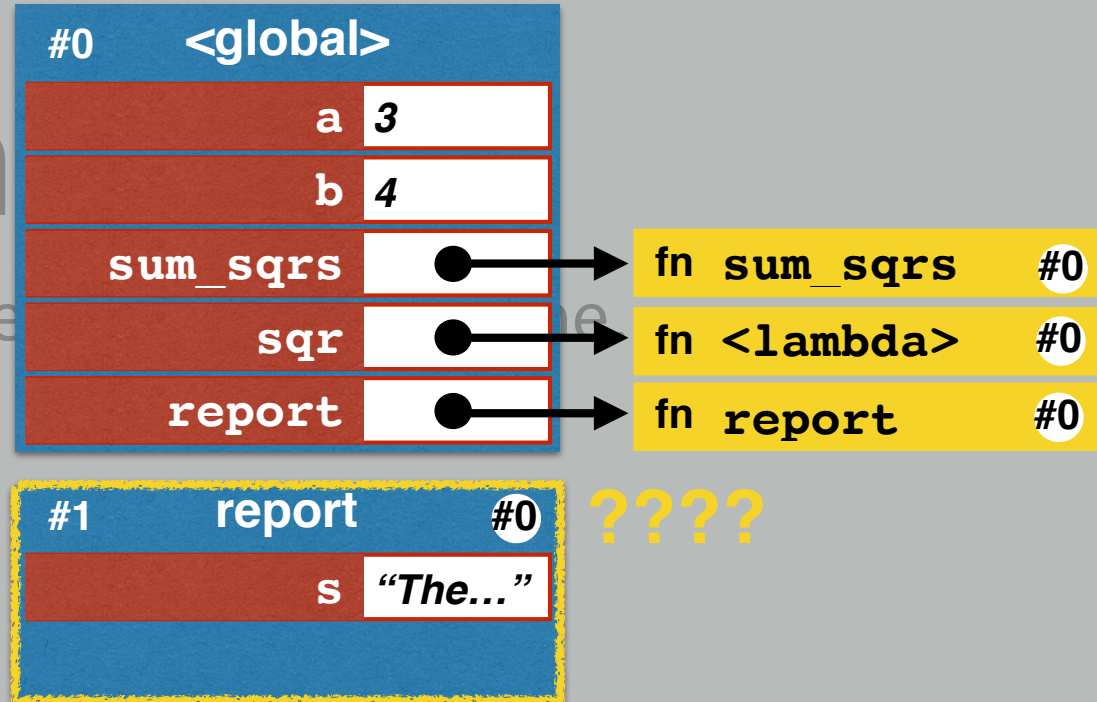 #0 <global>
a 3
b 4
sum_sqrs fn sum_sqrs #0
sqr fn <lambda> #0
report fn report #0
#1 report #0 ????
s “The…”